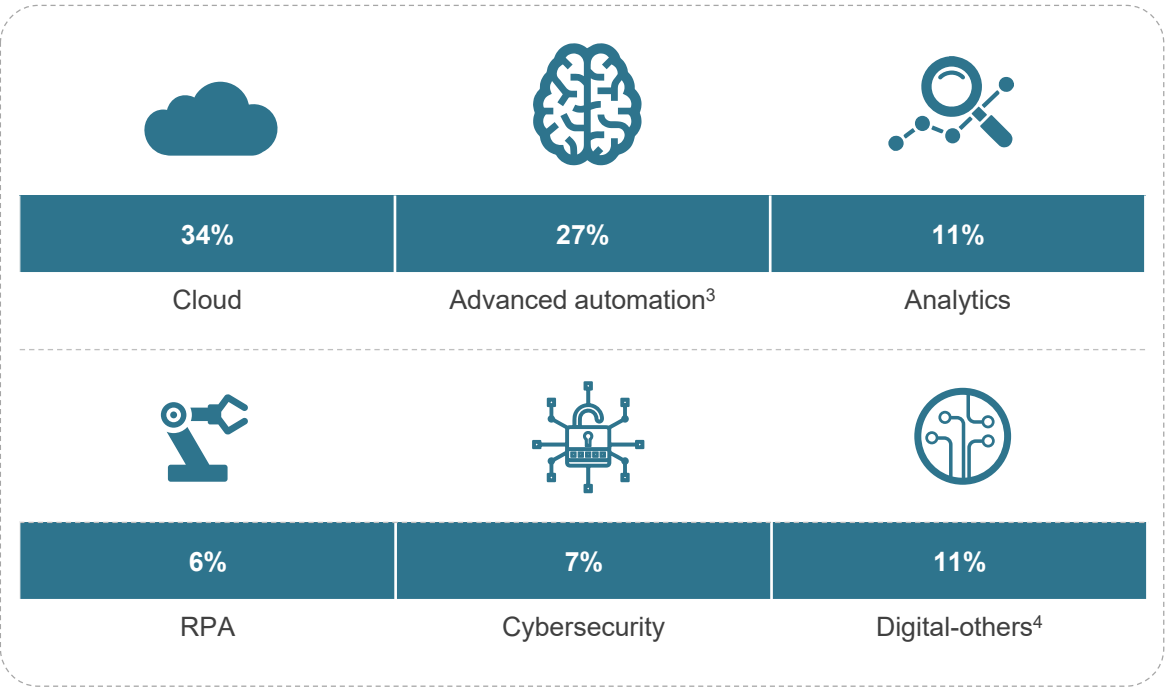 34% 27% 11%
Cloud Advanced automation³ Analytics
6% 7% 11%
RPA Cybersecurity Digital-others⁴